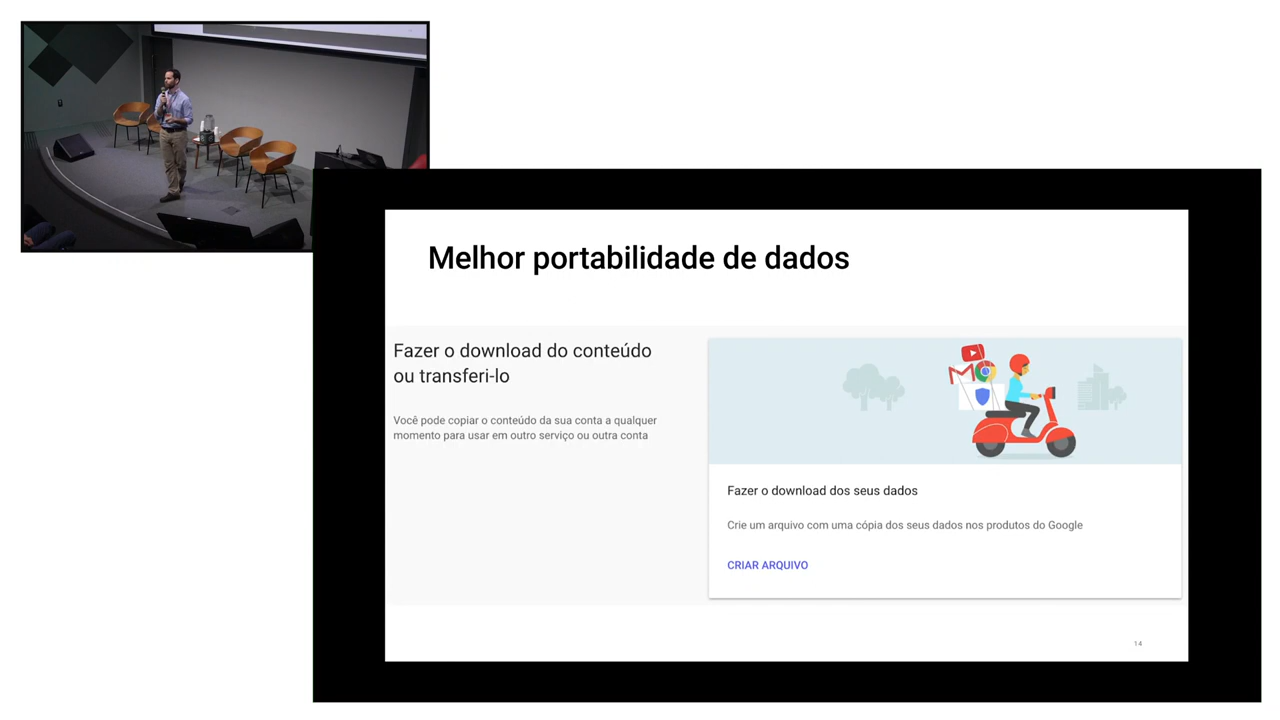 Melhor portabilidade de dados
Fazer o download do conteúdo
ou transferi-lo
Você pode copiar o conteúdo da sua conta a qualquer
momento para usar em outro serviço ou outra conta
Fazer o download dos seus dados
Crie um arquivo com uma cópia dos seus dados nos produtos do Google
CRIAR ARQUIVO
14